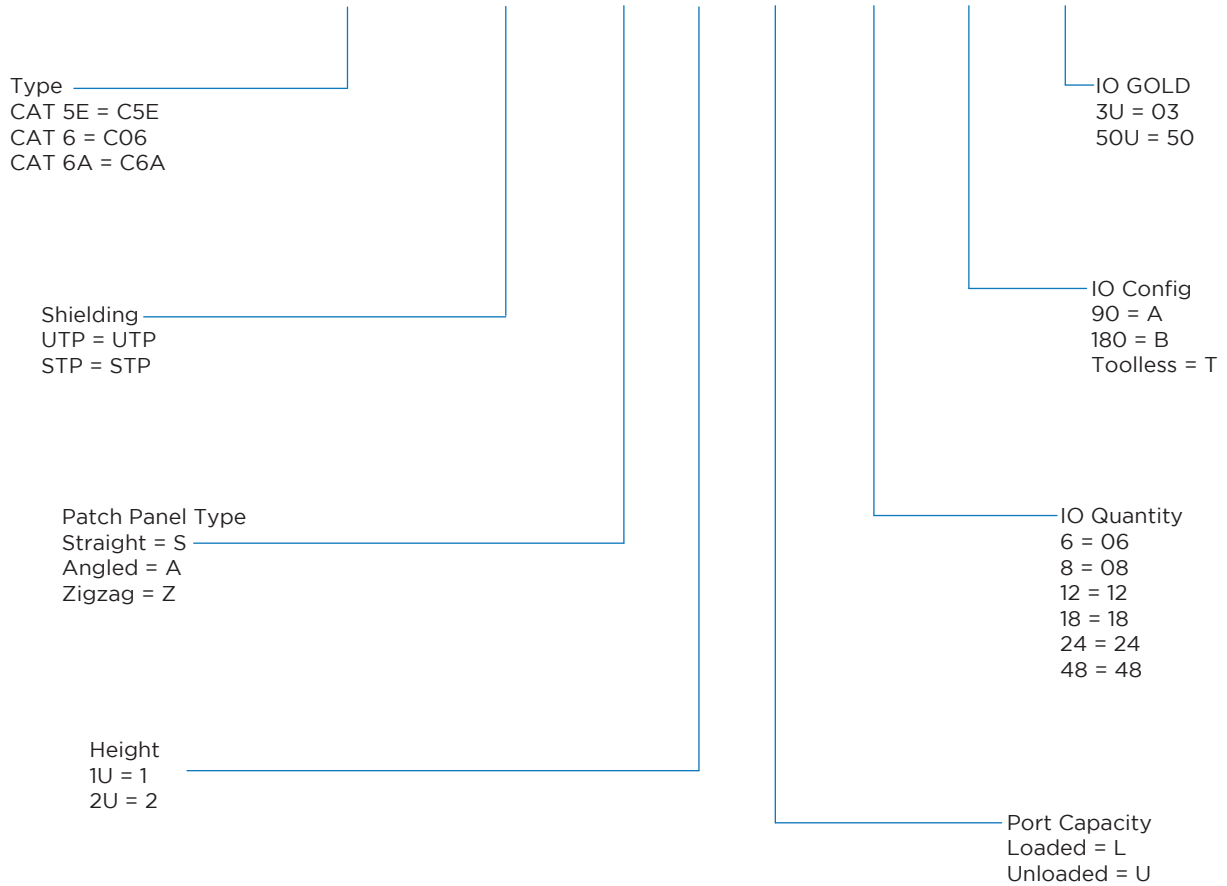 Type
CAT 5E = C5E
CAT 6 = C06
CAT 6A = C6A
IO GOLD
3U = 03
50U = 50
Shielding
UTP = UTP
STP = STP
IO Config
90 = A
180 = B
Toolless = T
Patch Panel Type
Straight = S
Angled = A
Zigzag = Z
IO Quantity
6 = 06
8 = 08
12 = 12
18 = 18
24 = 24
48 = 48
Height
1U = 1
2U = 2
Port Capacity
Loaded = L
Unloaded = U